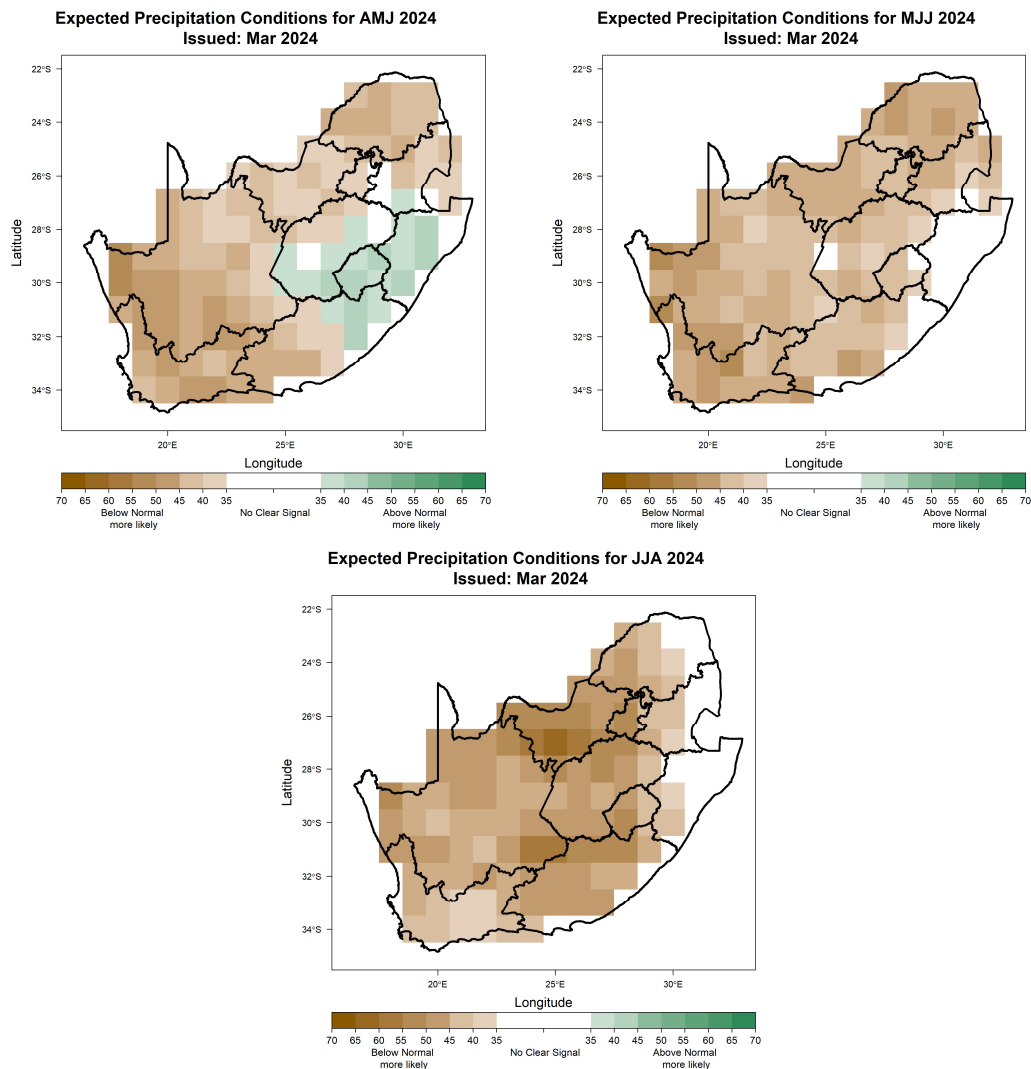 Expected Precipitation Conditions for AMJ 2024
Issued: Mar 2024
22°S
24°S
26°S
28°S
30°S
32°S
34°S
Latitude
20°E 25°E 30°E
Longitude
70 65 60 55 50 45 40 35 35 40 45 50 55 60 65 70
Below Normal No Clear Signal Above Normal
more likely more likely
Expected Precipitation Conditions for MJJ 2024
Issued: Mar 2024
22°S
24°S
26°S
28°S
30°S
32°S
34°S
Latitude
20°E 25°E 30°E
Longitude
70 65 60 55 50 45 40 35 35 40 45 50 55 60 65 70
Below Normal No Clear Signal Above Normal
more likely more likely
Expected Precipitation Conditions for JJA 2024
Issued: Mar 2024
22°S
24°S
26°S
28°S
30°S
32°S
34°S
Latitude
20°E 25°E 30°E
Longitude
70 65 60 55 50 45 40 35 35 40 45 50 55 60 65 70
Below Normal No Clear Signal Above Normal
more likely more likely